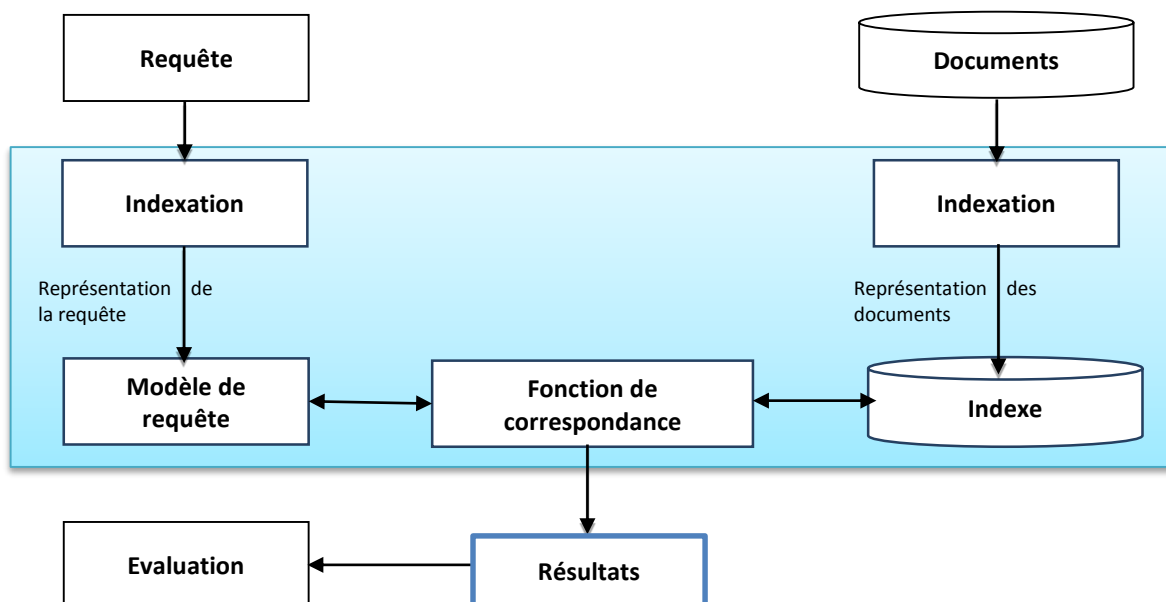 Requête
Documents
Indexation
Indexation
Représentation de
la requête
Représentation des
documents
Modèle de
requête
Fonction de
correspondance
Indexe
Evaluation
Résultats